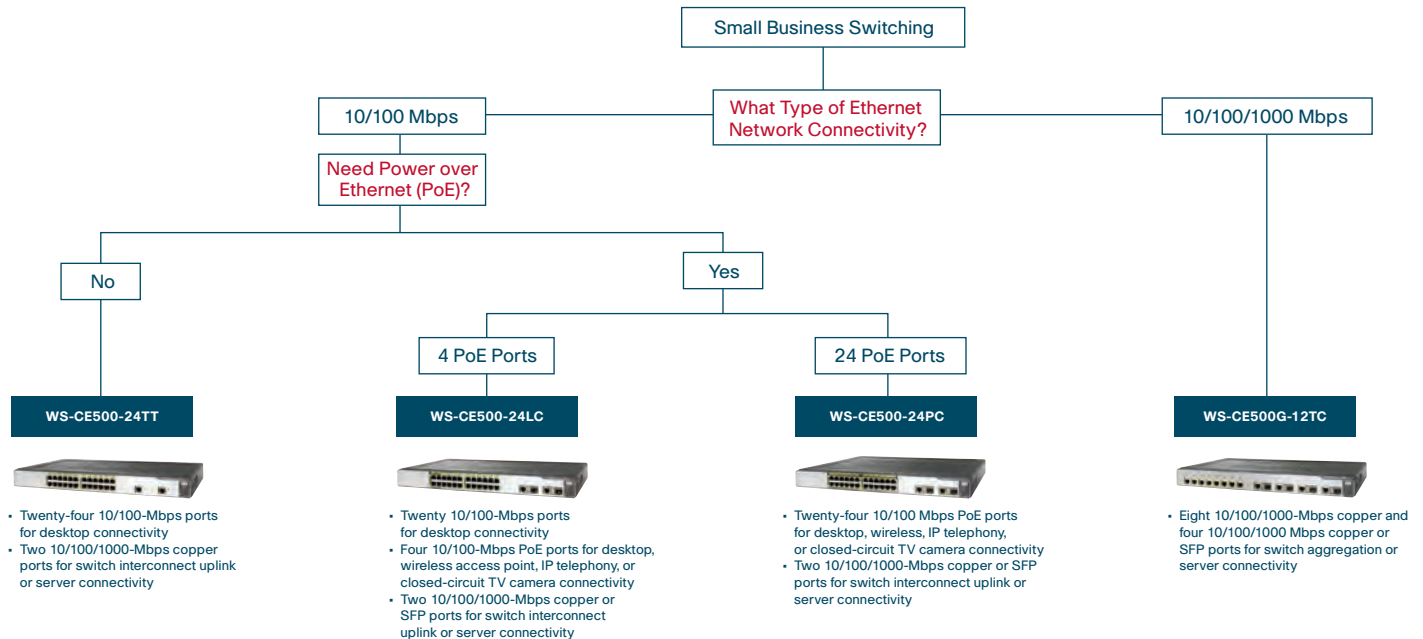 Small Business Switching
What Type of Ethernet
Network Connectivity?
10/100 Mbps
10/100/1000 Mbps
Need Power over
Ethernet (PoE)?
No
Yes
4 PoE Ports
24 PoE Ports
WS-CE500-24TT
▪ Twenty-four 10/100-Mbps ports
for desktop connectivity
▪ Two 10/100/1000-Mbps copper
ports for switch interconnect uplink
or server connectivity
WS-CE500-24LC
▪ Twenty 10/100-Mbps ports
for desktop connectivity
▪ Four 10/100-Mbps PoE ports for desktop,
wireless access point, IP telephony, or
closed-circuit TV camera connectivity
▪ Two 10/100/1000-Mbps copper or
SFP ports for switch interconnect
uplink or server connectivity
WS-CE500-24PC
▪ Twenty-four 10/100 Mbps PoE ports
for desktop, wireless, IP telephony,
or closed-circuit TV camera connectivity
▪ Two 10/100/1000-Mbps copper or SFP
ports for switch interconnect uplink or
server connectivity
WS-CE500G-12TC
▪ Eight 10/100/1000-Mbps copper and
four 10/100/1000 Mbps copper or
SFP ports for switch aggregation or
server connectivity